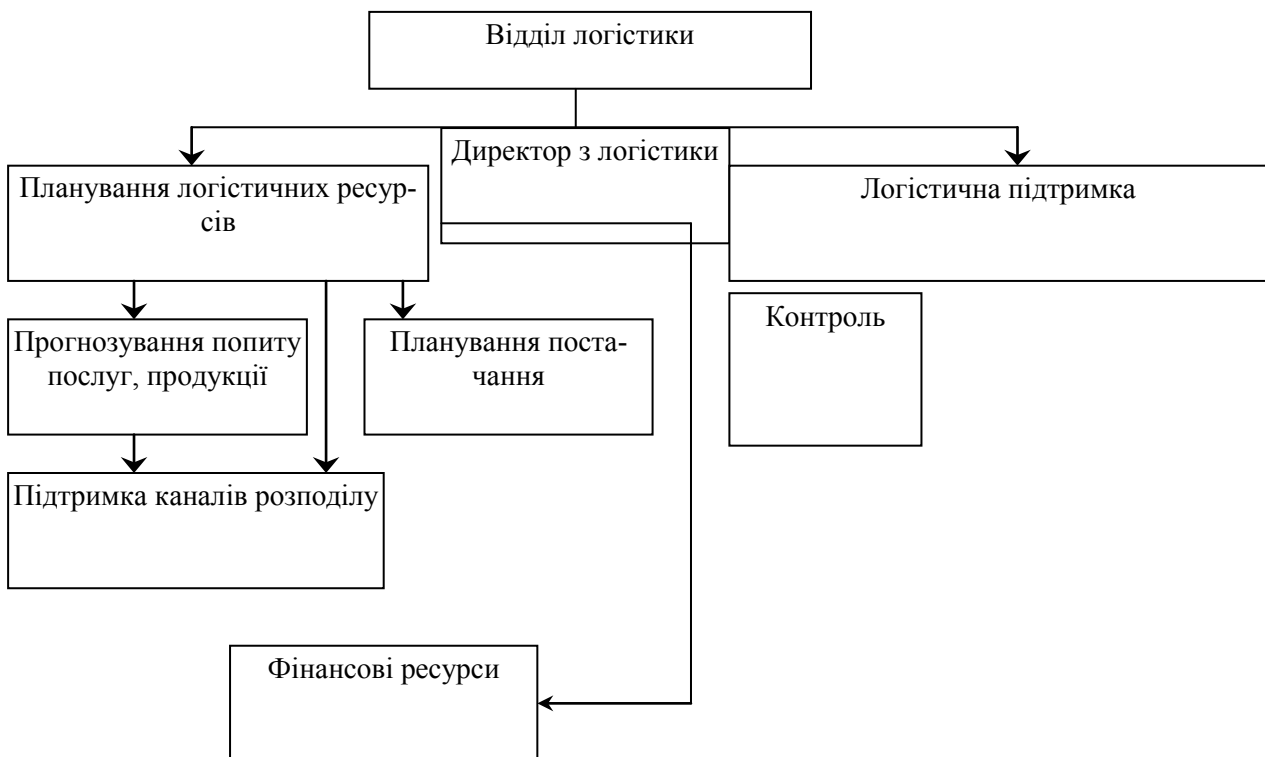 Відділ логістики
Директор з логістики
Планування логістичних ресур-
сів
Логістична підтримка
Прогнозування попиту
послуг, продукції
Планування поста-
чання
Контроль
Підтримка каналів розподілу
Фінансові ресурси